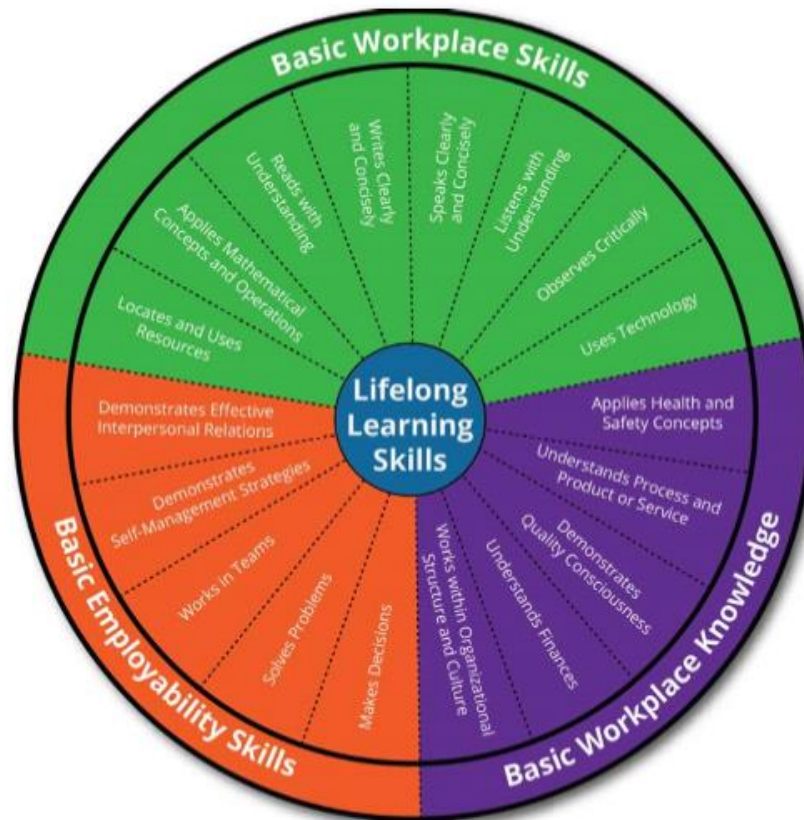 Basic Workplace Skills
Locates and Uses
Resources
Applies Mathematical
Concepts and Operations
Reads with
Understanding
Writes Clearly
and Concisely
Speaks Clearly
and Concisely
Listens with
Understanding
Observes Critically
Uses Technology
Lifelong
Learning
Skills
Basic Workplace Knowledge
Applies Health and
Safety Concepts
Understands Process and
Product or Service
Demonstrates
Quality Consciousness
Understands Finances
Works within Organizational
Structure and Culture
Basic Employability Skills
Demonstrates Effective
Interpersonal Relations
Demonstrates
Self-Management Strategies
Works in Teams
Solves Problems
Makes Decisions